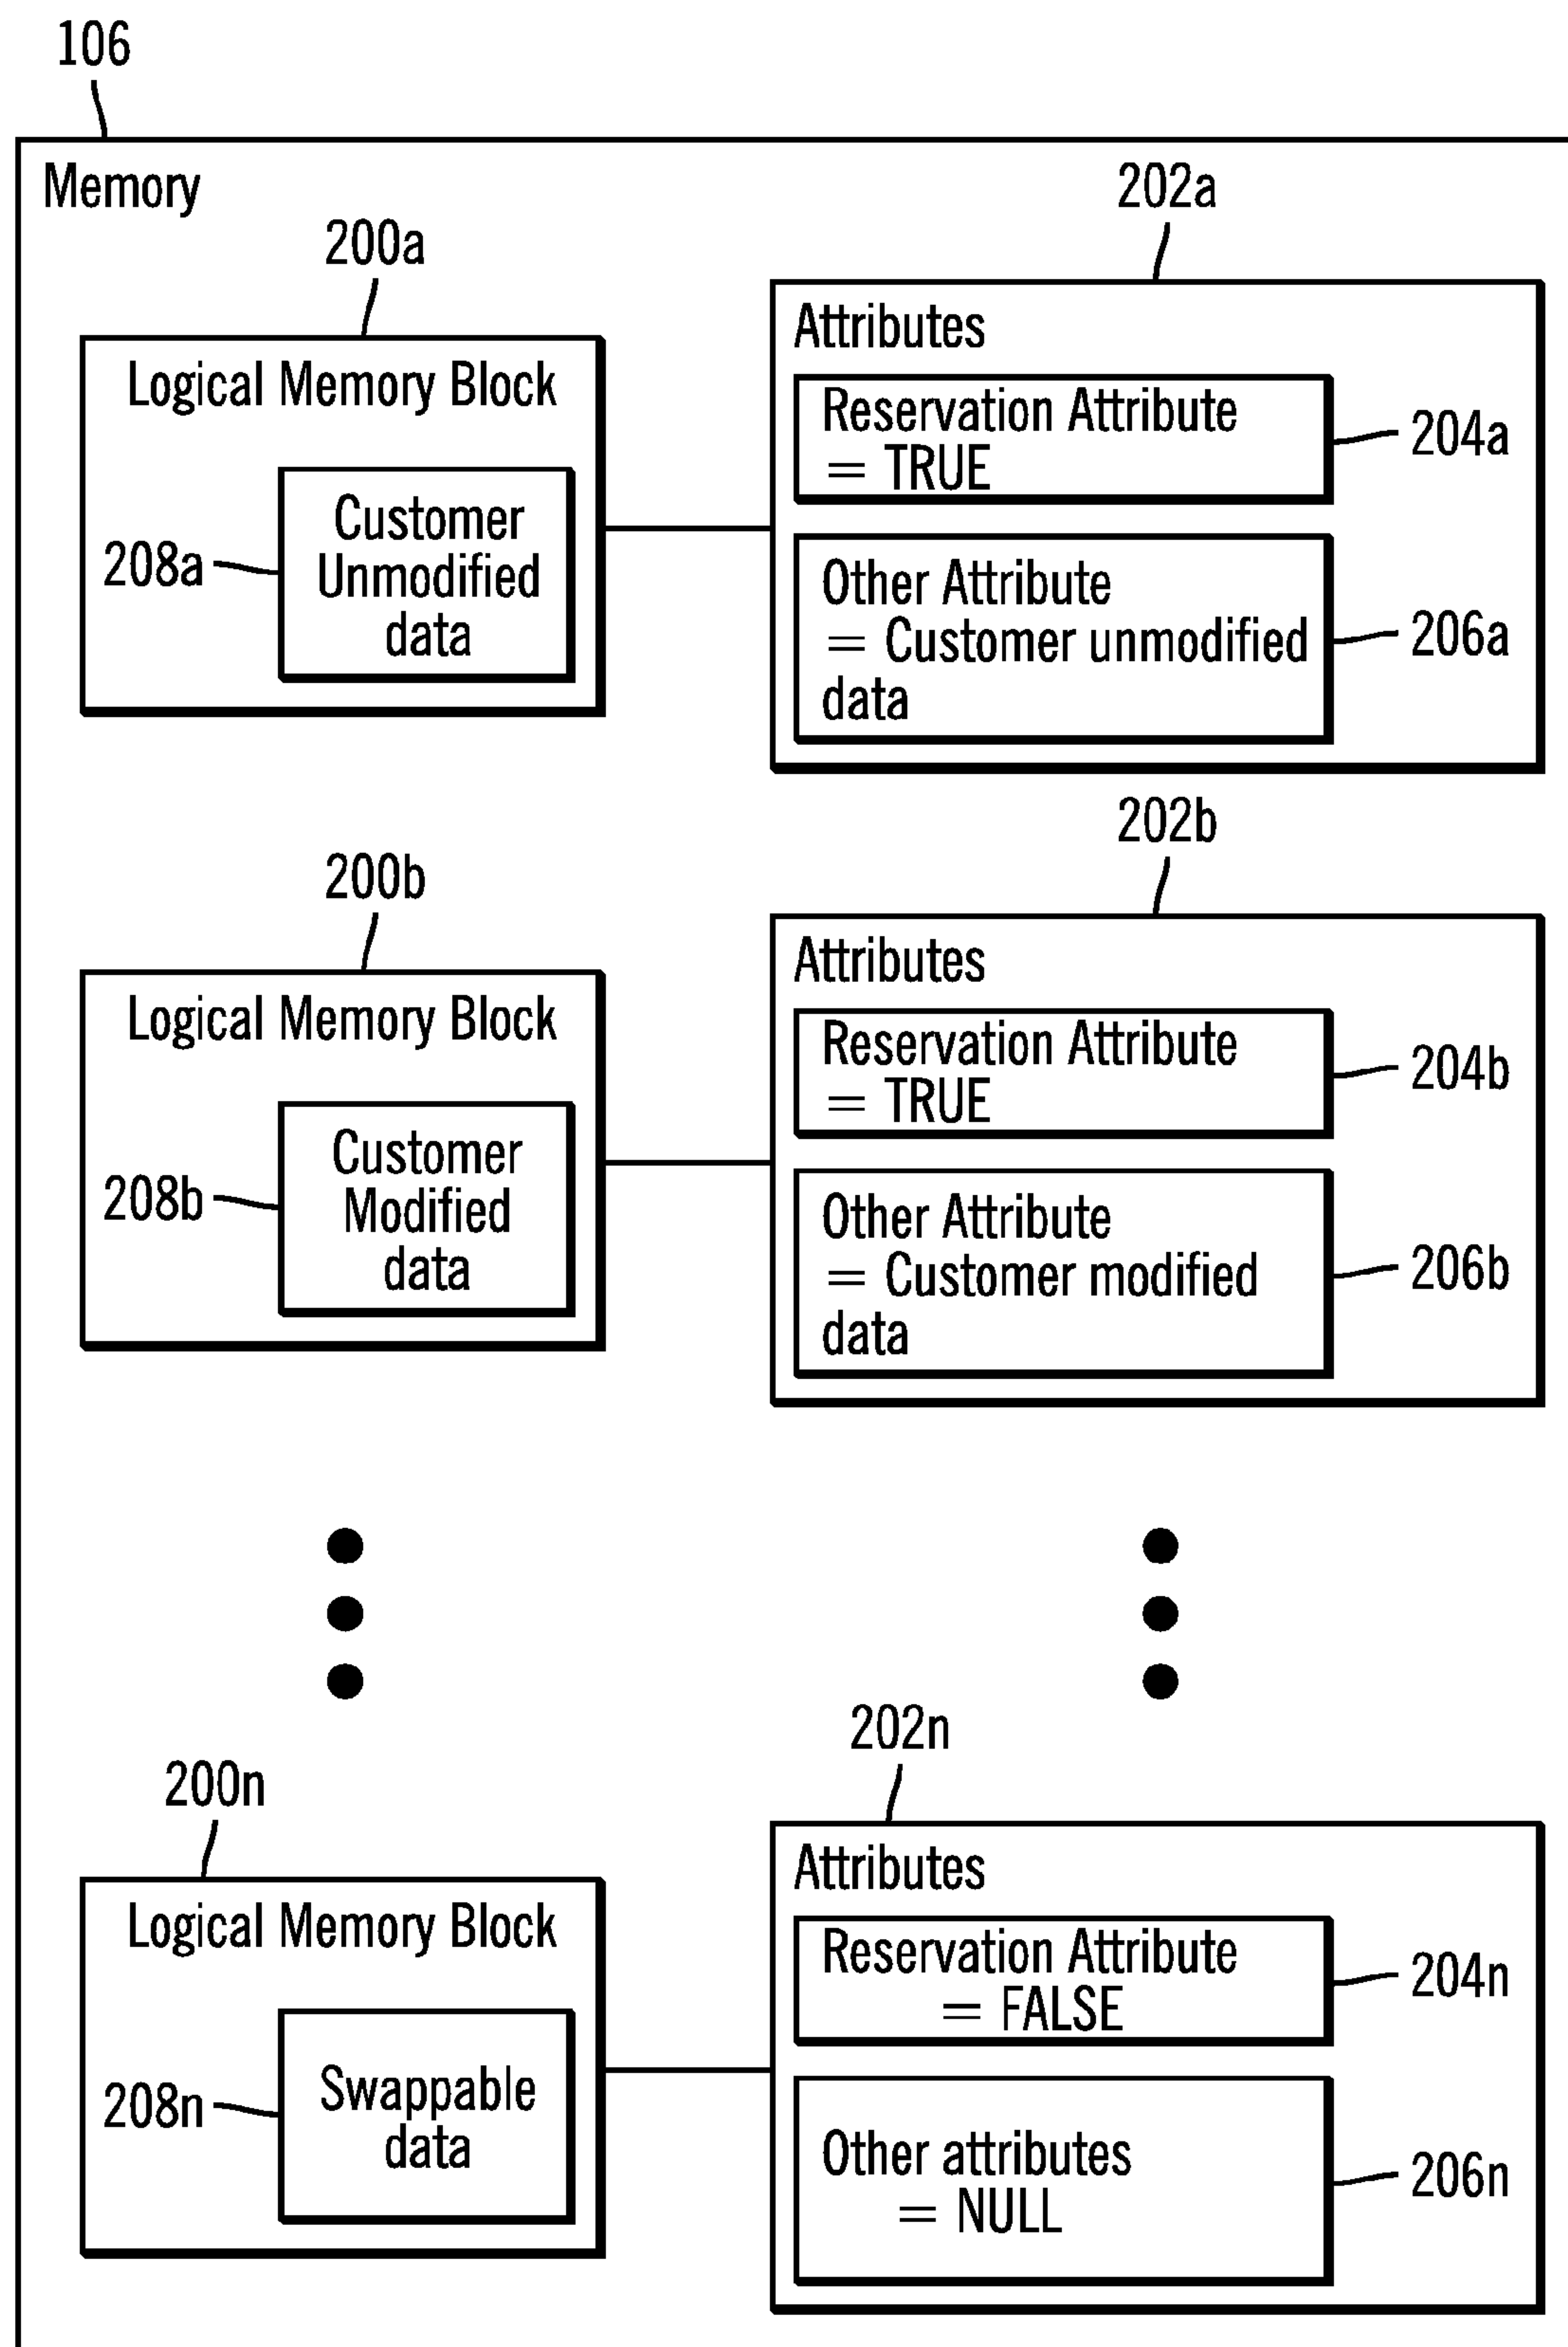 106
Memory
200a
202a
Logical Memory Block
208a
Customer
Unmodified
data
Attributes
Reservation Attribute
= TRUE
204a
Other Attribute
= Customer unmodified
data
206a
200b
202b
Logical Memory Block
208b
Customer
Modified
data
Attributes
Reservation Attribute
= TRUE
204b
Other Attribute
= Customer modified
data
206b
200n
202n
Logical Memory Block
208n
Swappable
data
Attributes
Reservation Attribute
= FALSE
204n
Other attributes
= NULL
206n